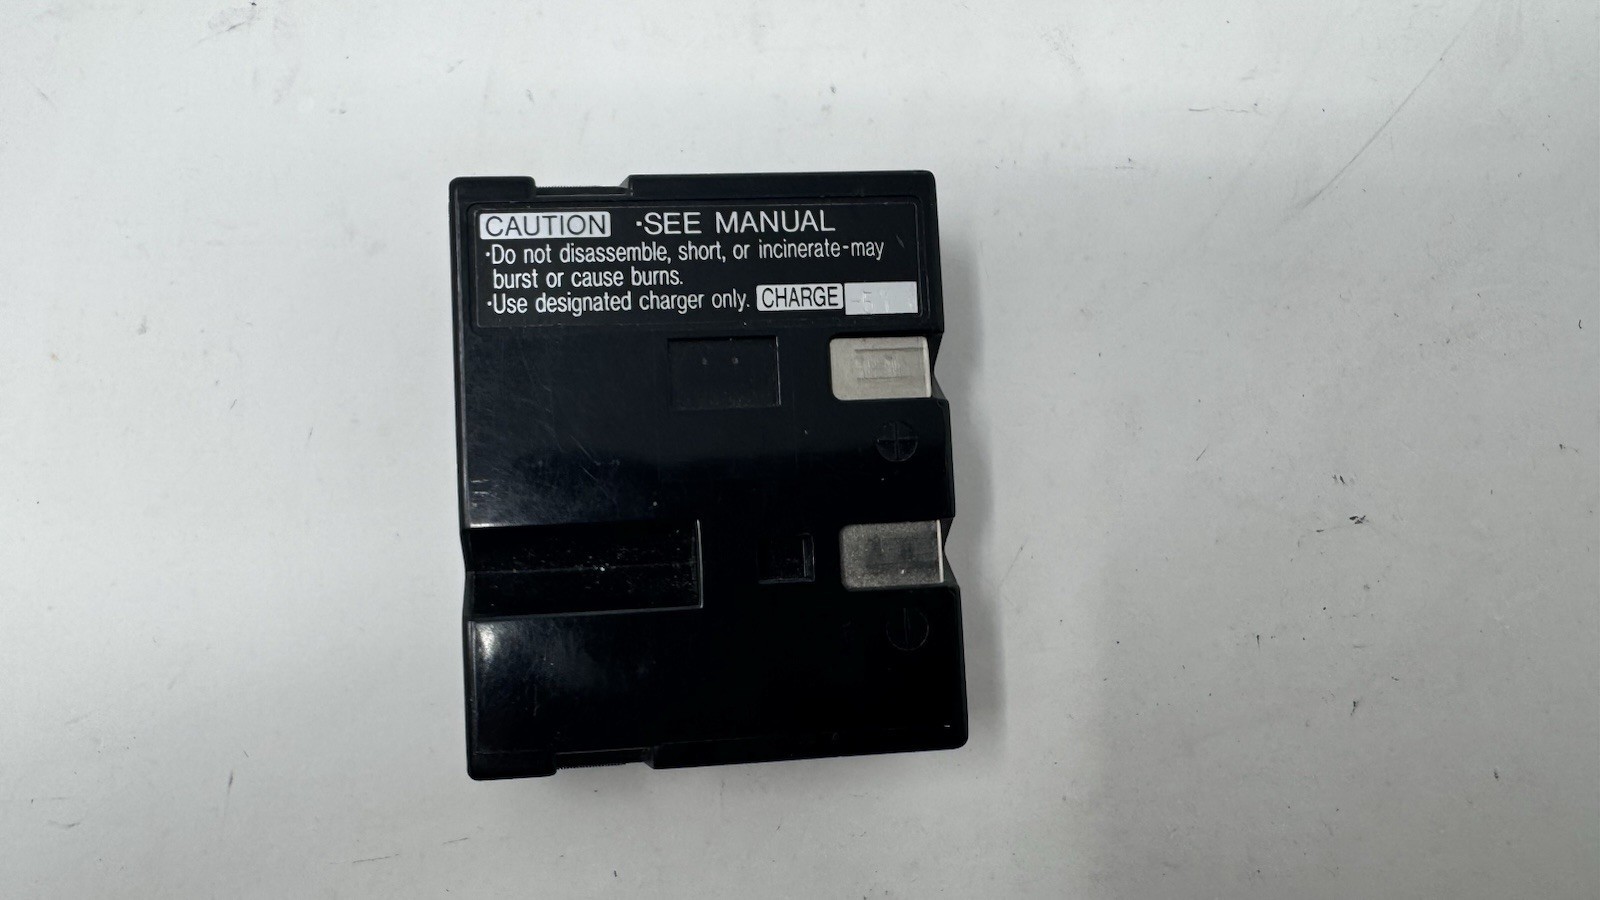 CAUTION ·SEE MANUAL
·Do not disassemble, short, or incinerate-may
burst or cause burns.
·Use designated charger only. CHARGE